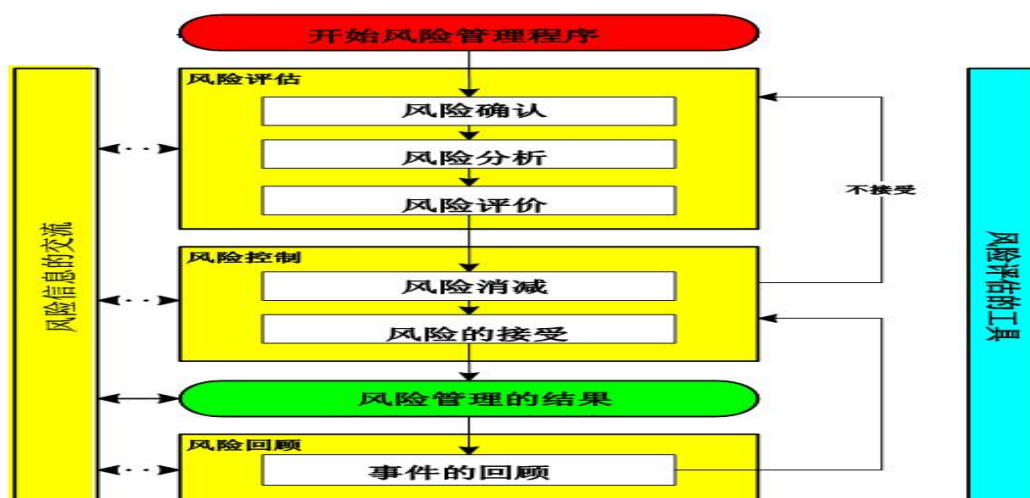 开始风险管理程序
风险评估
风险确认
风险分析
风险评价
不接受
风险控制
风险消减
风险的接受
风险管理的结果
风险回顾
事件的回顾
风险信息的交流
风险评估的工具